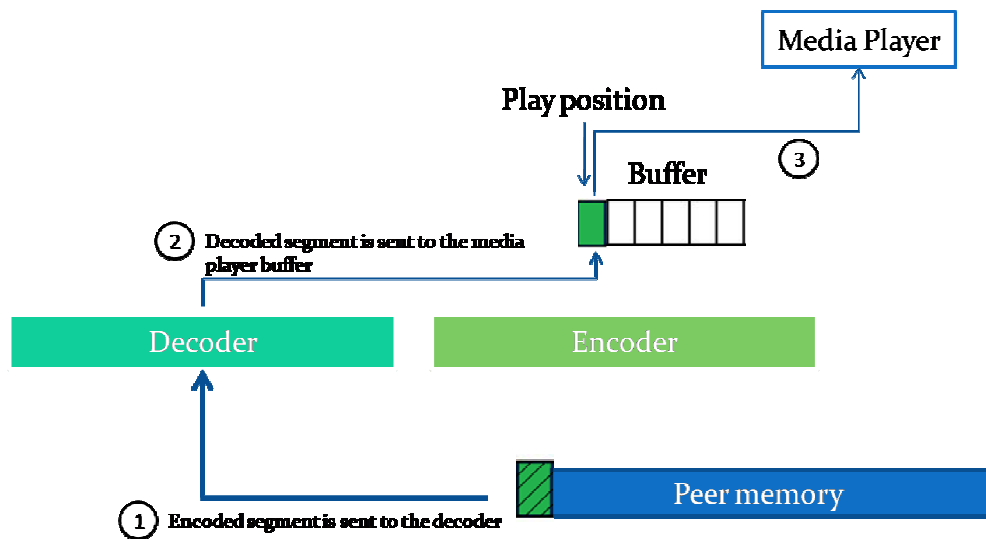 Media Player
Play position
3
Buffer
2
Decoded segment is sent to the media
player buffer
Decoder
Encoder
Peer memory
1
Encoded segment is sent to the decoder